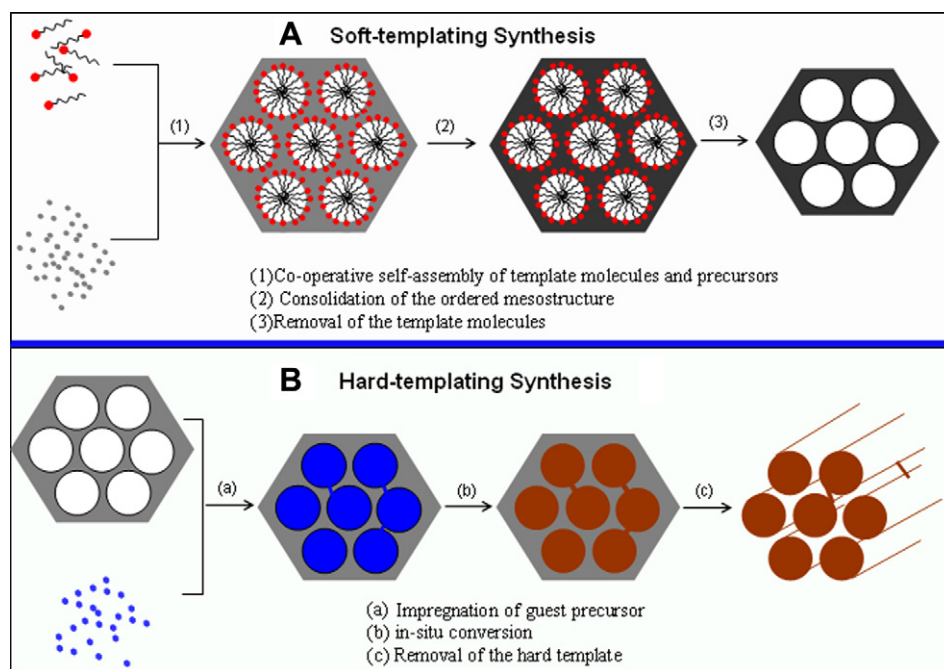 A Soft-templating Synthesis
(1)
(2)
(3)
(1)Co-operative self-assembly of template molecules and precursors
(2) Consolidation of the ordered mesostructure
(3)Removal of the template molecules
B Hard-templating Synthesis
(a)
(b)
(c)
(a) Impregnation of guest precursor
(b) in-situ conversion
(c) Removal of the hard template